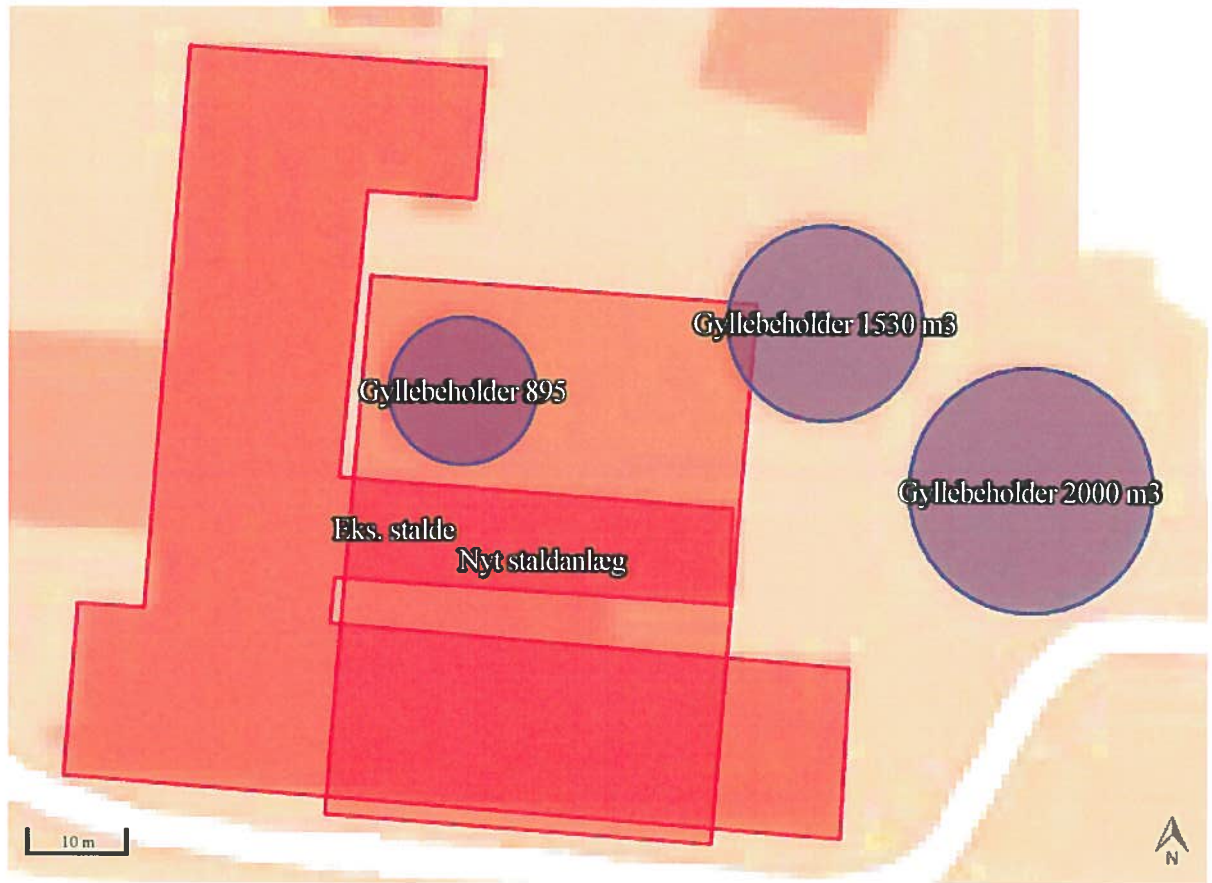 Gyllebeholder 1530 m3
Gyllebeholder 895
Gyllebeholder 2000 m3
Eks. stalde
Nyt staldanlæg
10 m
N